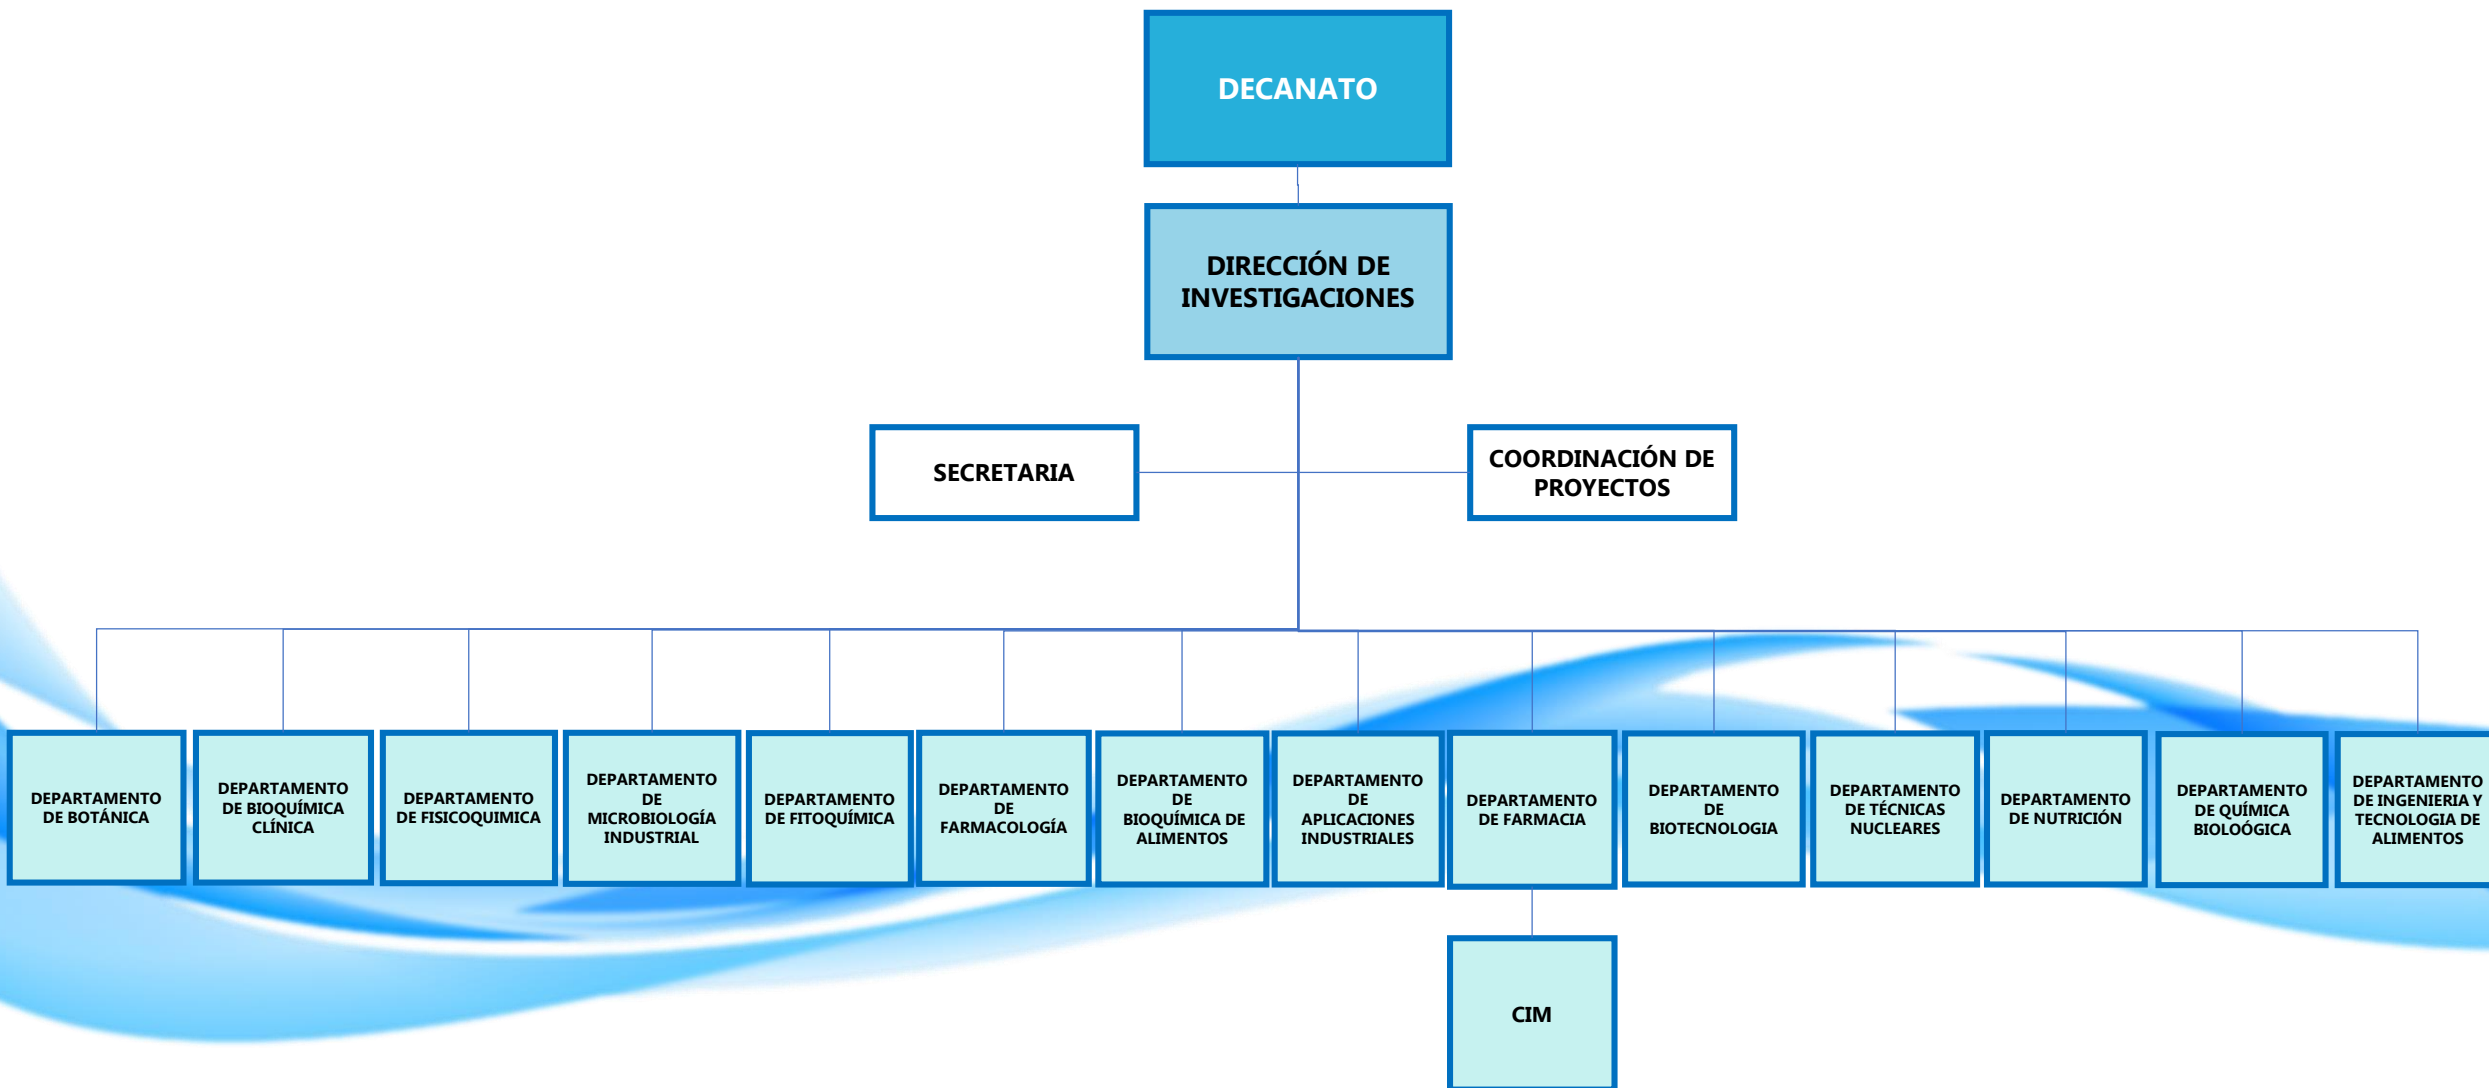 DECANATO
DIRECCIÓN DE
INVESTIGACIONES
SECRETARIA
COORDINACIÓN DE
PROYECTOS
DEPARTAMENTO
DE BOTÁNICA
DEPARTAMENTO
DE BIOQUÍMICA
CLÍNICA
DEPARTAMENTO
DE FISICOQUIMICA
DEPARTAMENTO
DE
MICROBIOLOGÍA
INDUSTRIAL
DEPARTAMENTO
DE FITOQUÍMICA
DEPARTAMENTO
DE
FARMACOLOGÍA
DEPARTAMENTO
DE
BIOQUÍMICA DE
ALIMENTOS
DEPARTAMENTO
DE
APLICACIONES
INDUSTRIALES
DEPARTAMENTO
DE FARMACIA
DEPARTAMENTO
DE
BIOTECNOLOGIA
DEPARTAMENTO
DE TÉCNICAS
NUCLEARES
DEPARTAMENTO
DE NUTRICIÓN
DEPARTAMENTO
DE QUÍMICA
BIOLOÓGICA
DEPARTAMENTO
DE INGENIERIA Y
TECNOLOGIA DE
ALIMENTOS
CIM